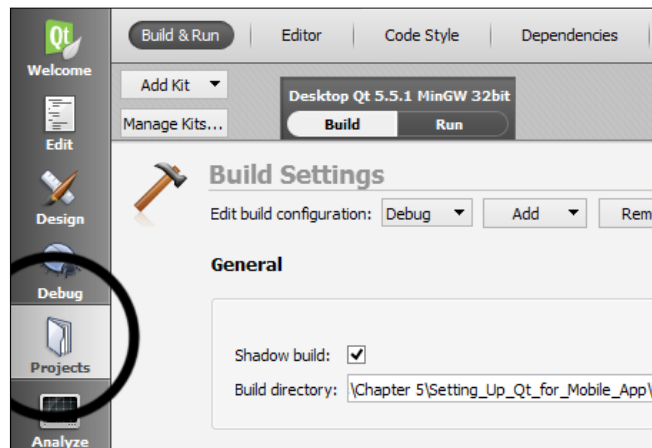 Qt
Welcome
Edit
Design
Debug
Projects
Analyze
Build & Run
Editor
Code Style
Dependencies
Add Kit
Manage Kits...
Desktop Qt 5.5.1 MinGW 32bit
Build
Run
Build Settings
Edit build configuration: Debug Add Rem
General
Shadow build:
Build directory: \Chapter 5\Setting_Up_Qt_for_Mobile_App\